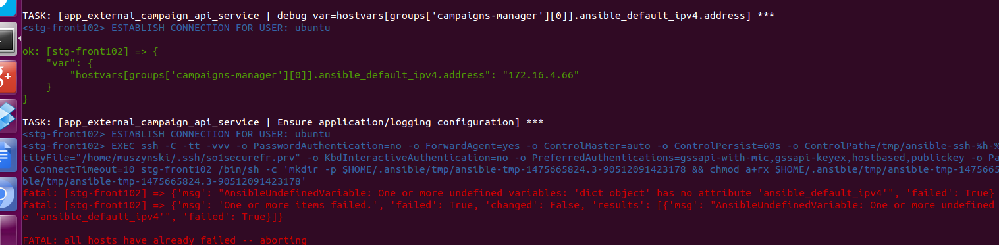 TASK: [app_external_campaign_api_service | debug var=hostvars[groups['campaigns-manager'][0]].ansible_default_ipv4.address] ***
<stg-front102> ESTABLISH CONNECTION FOR USER: ubuntu
ok: [stg-front102] => {
"var": {
"hostvars[groups['campaigns-manager'][0]].ansible_default_ipv4.address": "172.16.4.66"
}
}
TASK: [app_external_campaign_api_service | Ensure application/logging configuration] ***
<stg-front102> ESTABLISH CONNECTION FOR USER: ubuntu
<stg-front102> EXEC ssh -C -tt -vvv -o PasswordAuthentication=no -o ForwardAgent=yes -o ControlMaster=auto -o ControlPersist=60s -o ControlPath=/tmp/ansible-ssh-%h-%
tityFile="/home/muszynski/.ssh/so1securefr.prv" -o KbdInteractiveAuthentication=no -o PreferredAuthentications=gssapi-with-mic,gssapi-keyex,hostbased,publickey -o Pa
o ConnectTimeout=10 stg-front102 /bin/sh -c 'mkdir -p $HOME/.ansible/tmp/ansible-tmp-1475665824.3-90512091423178 && chmod a+rx $HOME/.ansible/tmp/ansible-tmp-1475665
ble/tmp/ansible-tmp-1475665824.3-90512091423178'
fatal: [stg-front102] => {'msg': "AnsibleUndefinedVariable: One or more undefined variables: 'dict object' has no attribute 'ansible_default_ipv4'", 'failed': True}
fatal: [stg-front102] => {'msg': 'One or more items failed.', 'failed': True, 'changed': False, 'results': [{'msg': "AnsibleUndefinedVariable: One or more undefined
e 'ansible_default_ipv4'", 'failed': True}]}
FATAL: all hosts have already failed -- aborting